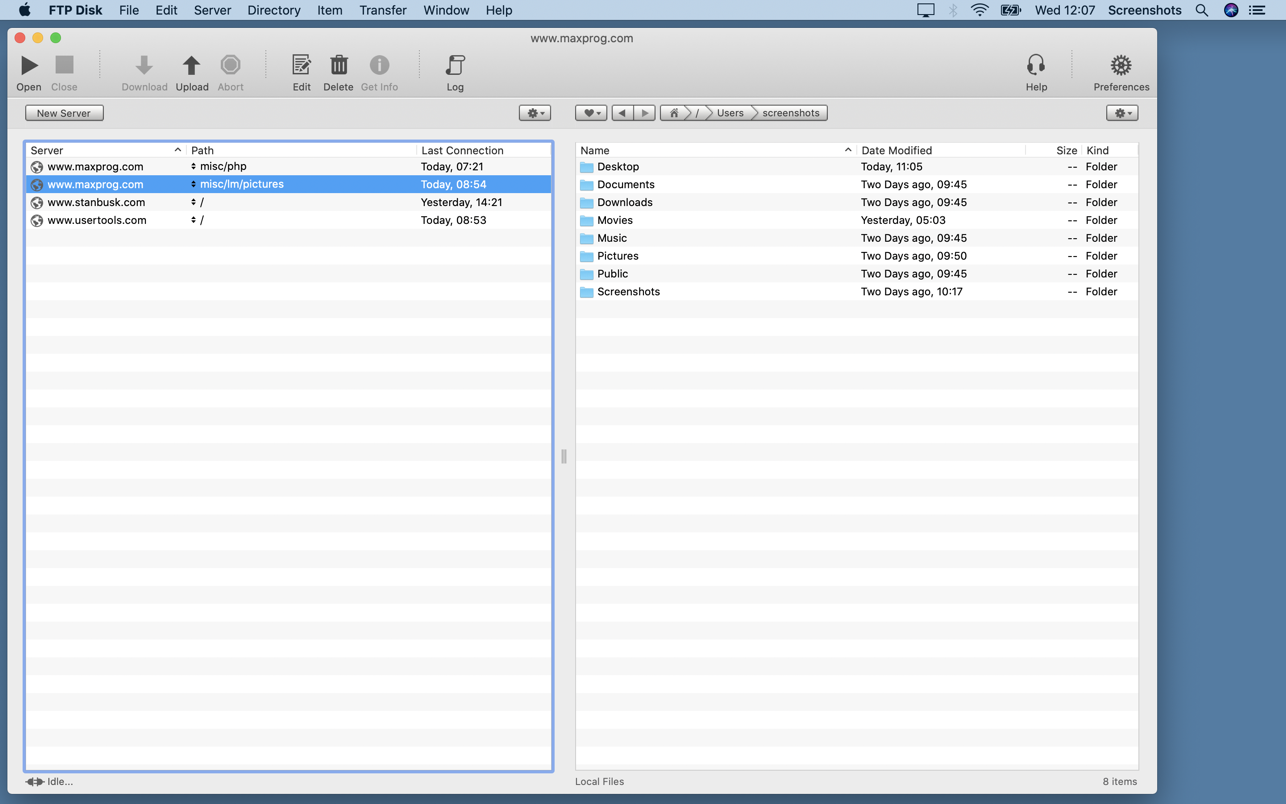 FTP Disk File Edit Server Directory Item Transfer Window Help Wed 12:07 Screenshots
www.maxprog.com
Open Close Download Upload Abort Edit Delete Get Info Log Help Preferences
New Server / Users screenshots
Server Path Last Connection
www.maxprog.com misc/php Today, 07:21
www.maxprog.com misc/lm/pictures Today, 08:54
www.stanbusk.com / Yesterday, 14:21
www.usertools.com / Today, 08:53
Name Date Modified Size Kind
Desktop Today, 11:05 -- Folder
Documents Two Days ago, 09:45 -- Folder
Downloads Two Days ago, 09:45 -- Folder
Movies Yesterday, 05:03 -- Folder
Music Two Days ago, 09:45 -- Folder
Pictures Two Days ago, 09:50 -- Folder
Public Two Days ago, 09:45 -- Folder
Screenshots Two Days ago, 10:17 -- Folder
Idle...
Local Files 8 items